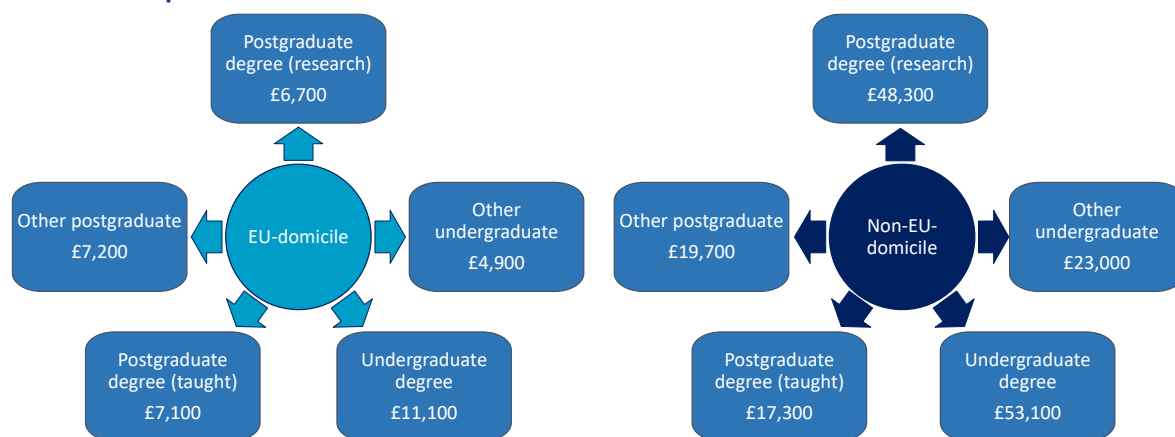 Postgraduate
degree (research)
£6,700
Other postgraduate
£7,200
EU-domicile
Other
undergraduate
£4,900
Postgraduate
degree (taught)
£7,100
Undergraduate
degree
£11,100
Postgraduate
degree (research)
£48,300
Other postgraduate
£19,700
Non-EU-
domicile
Other
undergraduate
£23,000
Postgraduate
degree (taught)
£17,300
Undergraduate
degree
£53,100